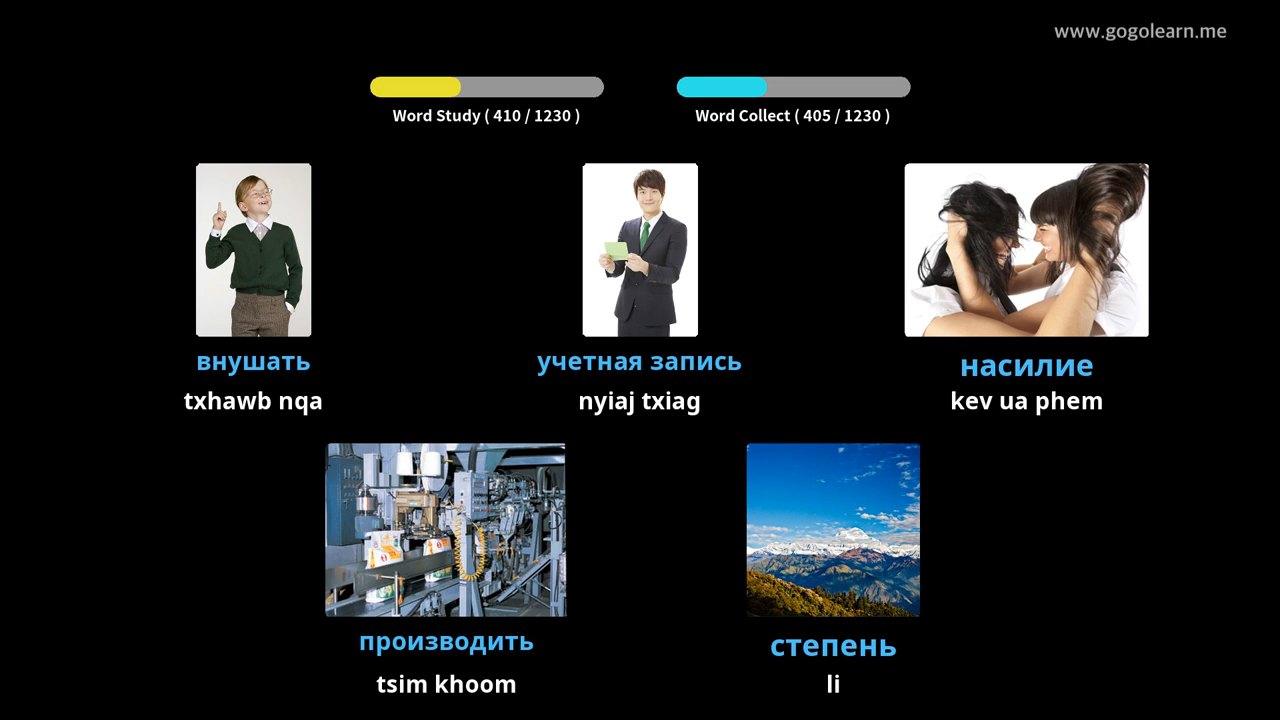 www.gogolearn.me
Word Study ( 410 / 1230 )
Word Collect ( 405 / 1230 )
внушать
txhawb nqa
учетная запись
nyiaj txiag
насилие
kev ua phem
производить
tsim khoom
степень
li